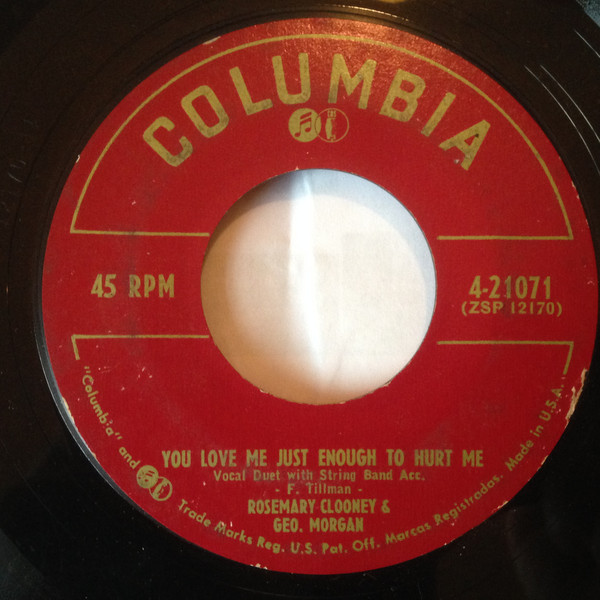 COLUMBIA
45 RPM
4-21071
(ZSP 12170)
YOU LOVE ME JUST ENOUGH TO HURT ME
Vocal Duet with String Band Acc.
- F. Tillman -
ROSEMARY CLOONEY &
GEO. MORGAN
"Columbia" and Trade Marks Reg. U.S. Pat. Off. Marcas Registradas. Made in U.S.A.